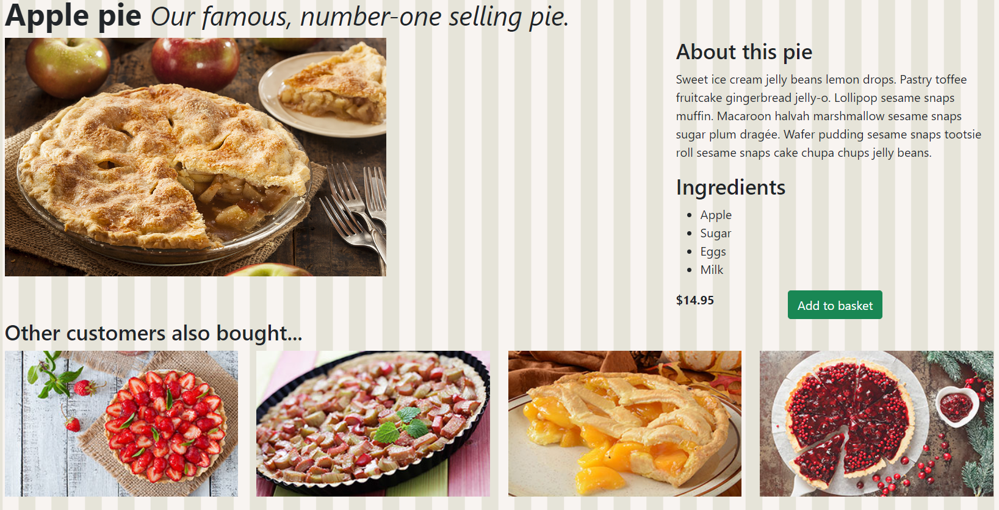 Apple pie Our famous, number-one selling pie.
About this pie
Sweet ice cream jelly beans lemon drops. Pastry toffee
fruitcake gingerbread jelly-o. Lollipop sesame snaps
muffin. Macaroon halvah marshmallow sesame snaps
sugar plum dragée. Wafer pudding sesame snaps tootsie
roll sesame snaps cake chupa chups jelly beans.
Ingredients
• Apple
• Sugar
• Eggs
• Milk
$14.95 Add to basket
Other customers also bought...